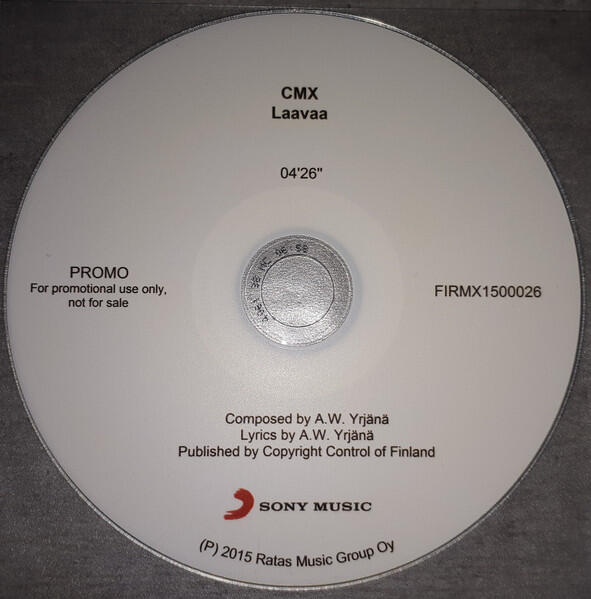 CMX
Laavaa
04'26"
PROMO
For promotional use only,
not for sale
FIRMX1500026
Composed by A.W. Yrjänä
Lyrics by A.W. Yrjänä
Published by Copyright Control of Finland
SONY MUSIC
(P) 2015 Ratas Music Group Oy